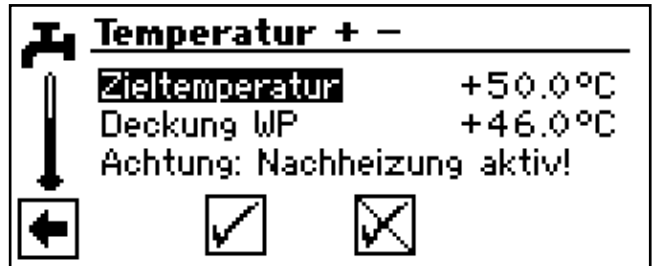 Temperatur + −
Zieltemperatur +50.0°C
Deckung WP +46.0°C
Achtung: Nachheizung aktiv!